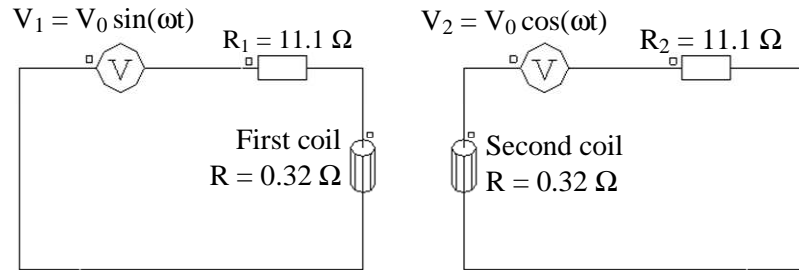 V₁ = V₀ sin(ωt)
R₁ = 11.1 Ω
V
First coil
R = 0.32 Ω
V₂ = V₀ cos(ωt)
R₂ = 11.1 Ω
V
Second coil
R = 0.32 Ω